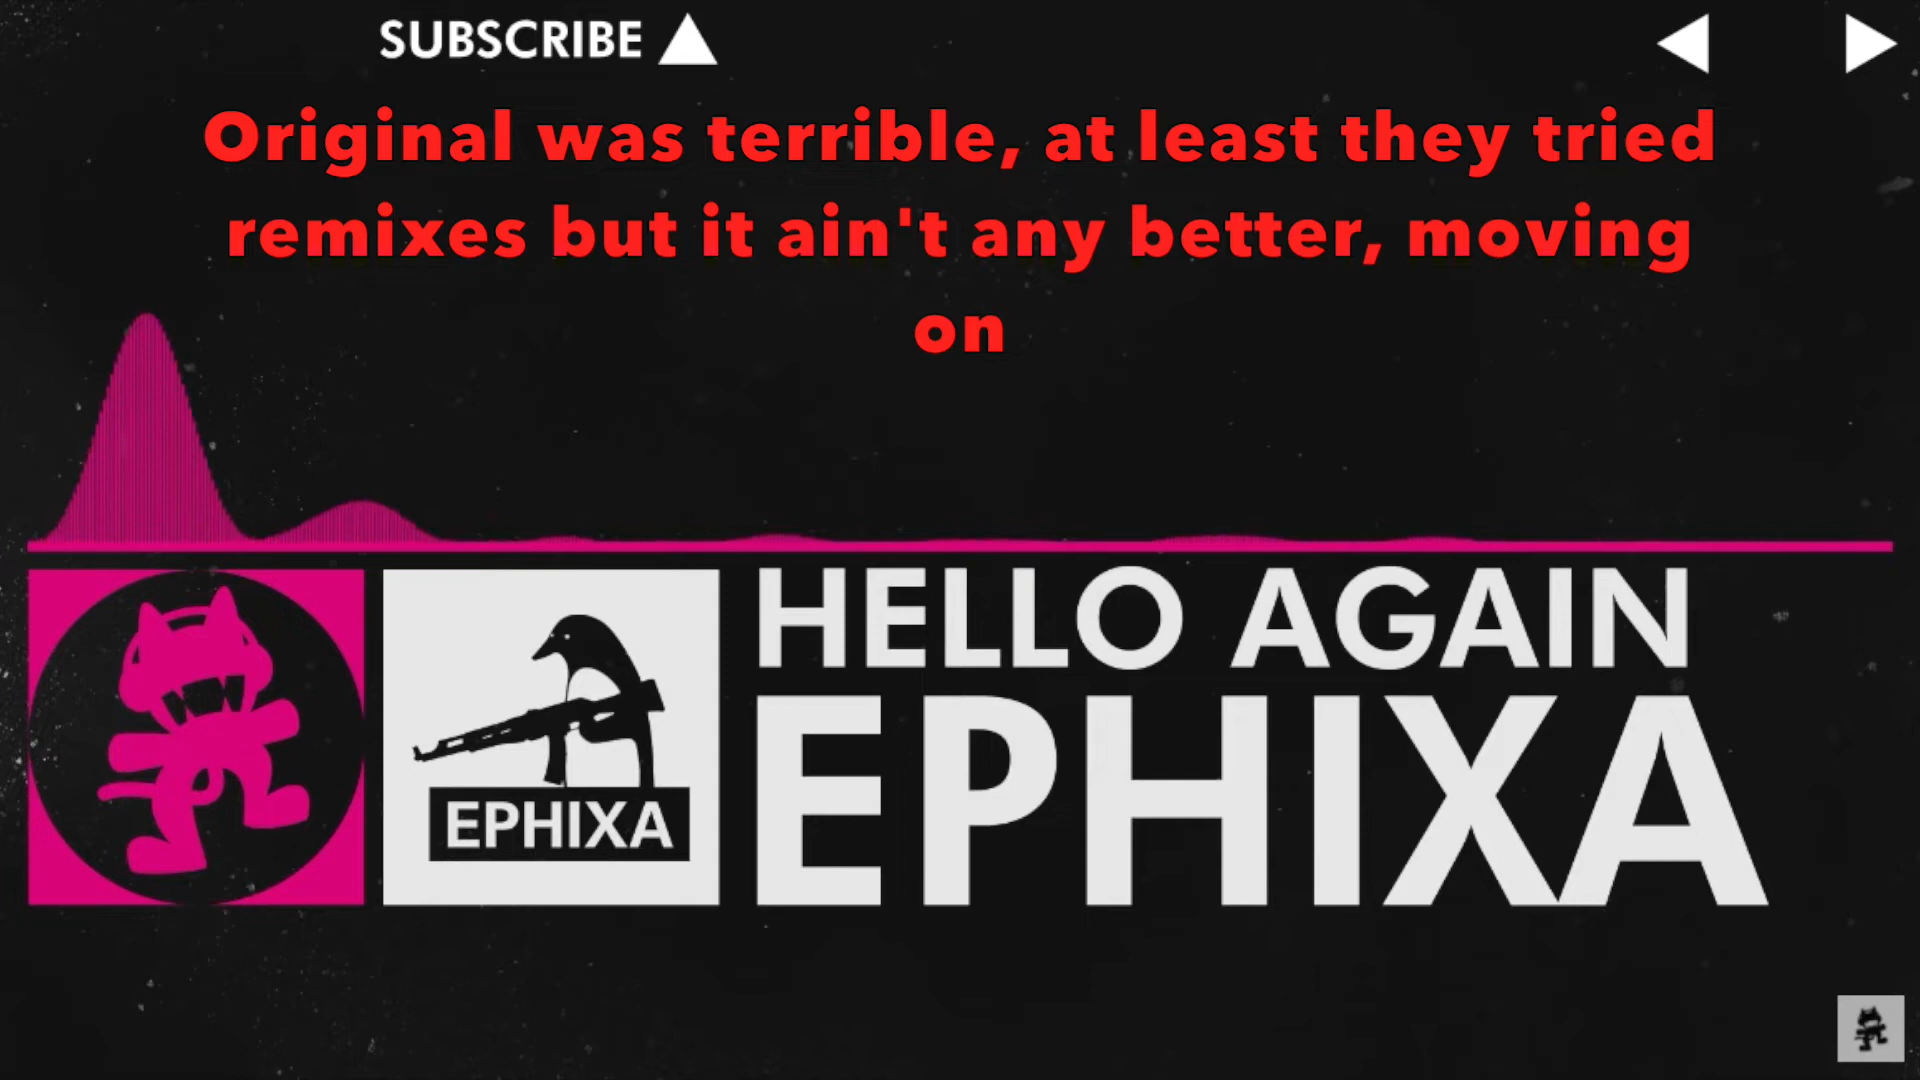 SUBSCRIBE
Original was terrible, at least they tried
remixes but it ain't any better, moving
on
HELLO AGAIN
EPHIXA
EPHIXA